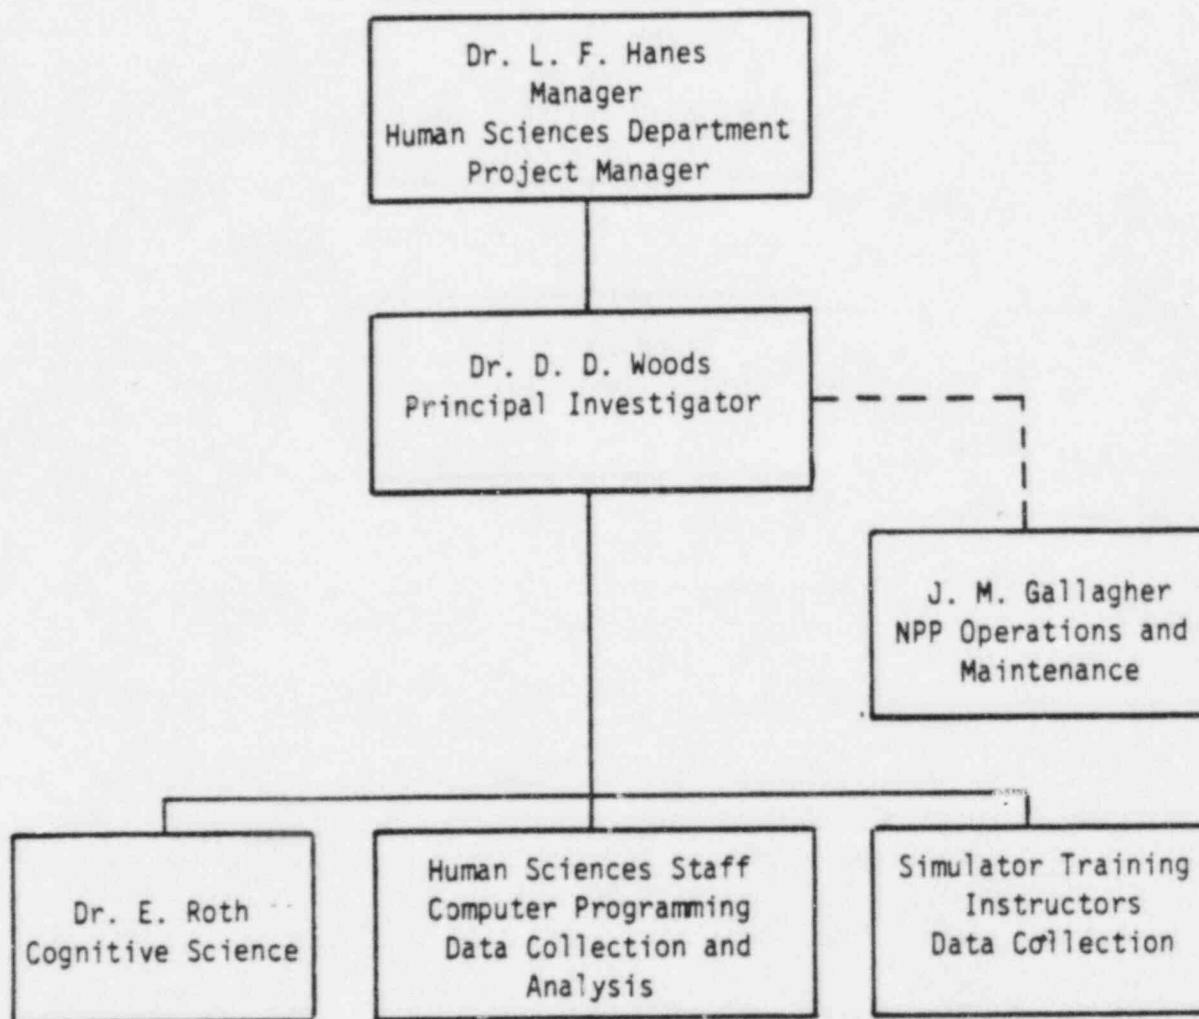 Dr. L. F. Hanes
Manager
Human Sciences Department
Project Manager
Dr. D. D. Woods
Principal Investigator
J. M. Gallagher
NPP Operations and
Maintenance
Dr. E. Roth
Cognitive Science
Human Sciences Staff
Computer Programming
Data Collection and
Analysis
Simulator Training
Instructors
Data Collection